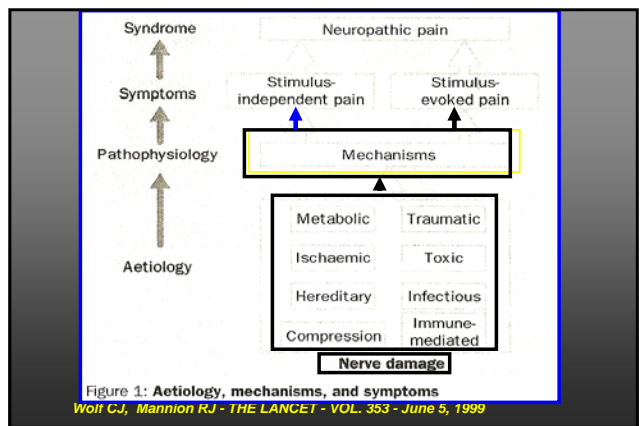 Syndrome Neuropathic pain
Stimulus- Stimulus-
Symptoms independent pain evoked pain
Pathophysiology Mechanisms
Metabolic Traumatic
Aetiology Ischaemic Toxic
Hereditary Infectious
Compression Immune-
mediated
Nerve damage
Figure 1: Aetiology, mechanisms, and symptoms
Wolf CJ, Mannion RJ - THE LANCET - VOL. 353 - June 5, 1999